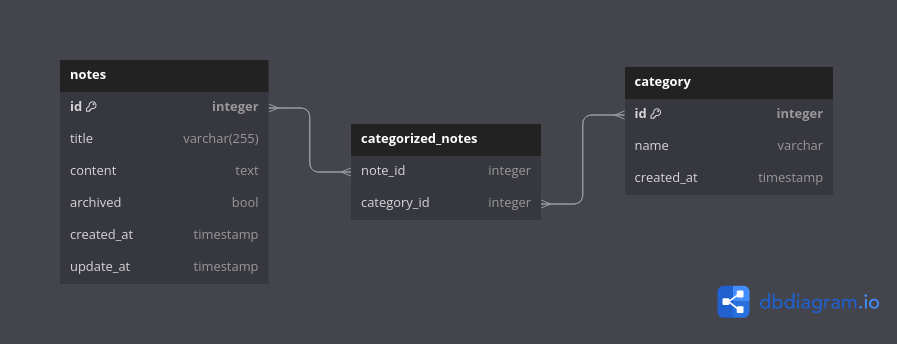 notes
id integer
title varchar(255)
content text
archived bool
created_at timestamp
update_at timestamp
categorized_notes
note_id integer
category_id integer
category
id integer
name varchar
created_at timestamp
dbdiagram.io